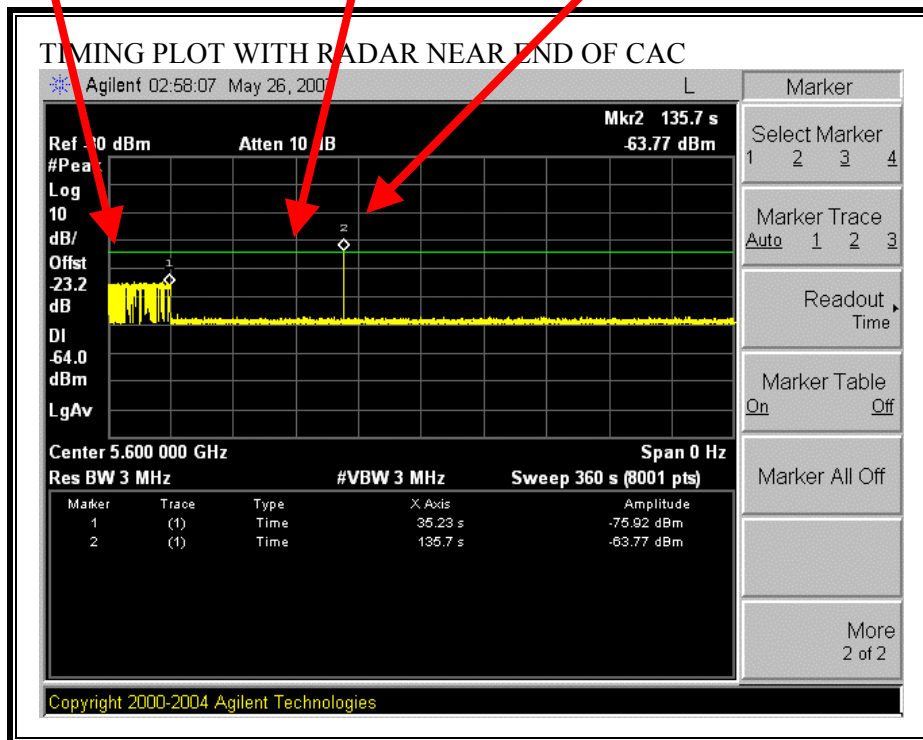 TIMING PLOT WITH RADAR NEAR END OF CAC
Agilent 02:58:07 May 26, L
Mkr2 135.7 s
Ref dBm Atten 10 dB -63.77 dBm
#Peak
Log
10
dB/
Offst
-23.2
dB
DI
-64.0
dBm
LgAv
1
2
Center 5.600 000 GHz Span 0 Hz
Res BW 3 MHz #VBW 3 MHz Sweep 360 s (8001 pts)
Marker Trace Type X Axis Amplitude
1 (1) Time 35.23 s -75.92 dBm
2 (1) Time 135.7 s -63.77 dBm
Copyright 2000-2004 Agilent Technologies
Marker
Select Marker
1 2 3 4
Marker Trace
Auto 1 2 3
Readout
Time
Marker Table
On Off
Marker All Off
More
2 of 2